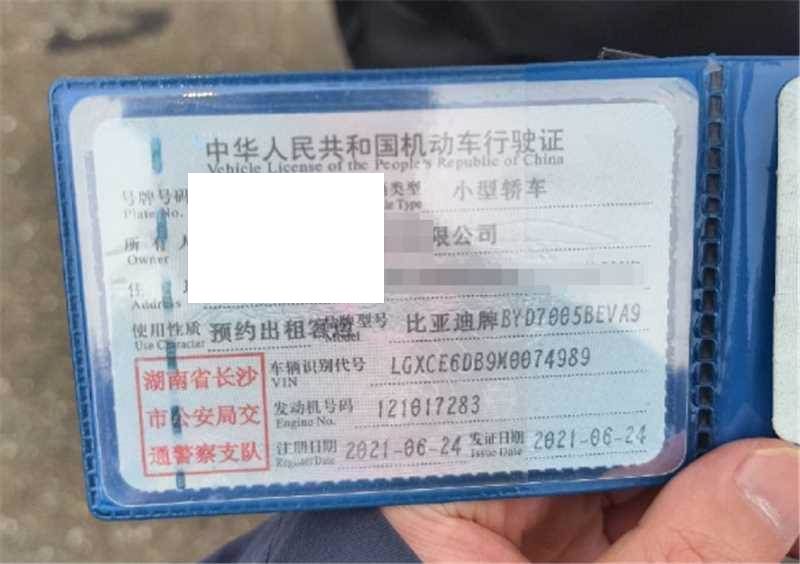 中华人民共和国机动车行驶证
Vehicle License of the People's Republic of China
号牌号码 类型 小型轿车
Plate No. Type
所有人 限公司
Owner
住
Address
使用性质 预约出租客运 品牌型号 比亚迪牌BYD7005BEVA9
Use Character Model
湖南省长沙
市公安局交
通警察支队
车辆识别代号 LGXCE6DB9M0074989
VIN
发动机号码 121017283
Engine No.
注册日期 2021-06-24 发证日期 2021-06-24
Register Date Issue Date